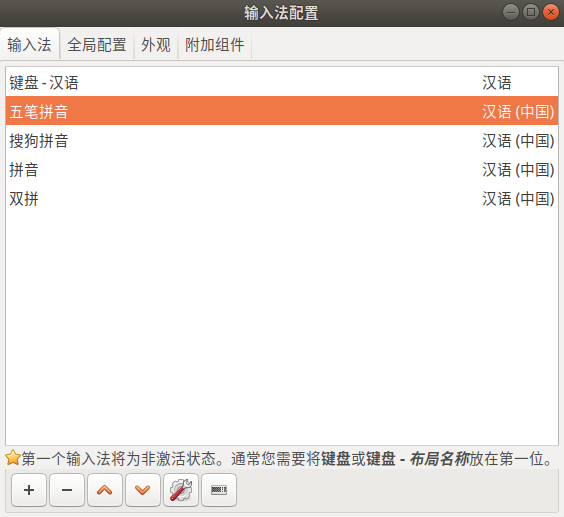 输入法配置
输入法 全局配置 外观 附加组件
键盘 - 汉语 汉语
五笔拼音 汉语 (中国)
搜狗拼音 汉语 (中国)
拼音 汉语 (中国)
双拼 汉语 (中国)
第一个输入法将为非激活状态。通常您需要将键盘或键盘 - 布局名称放在第一位。